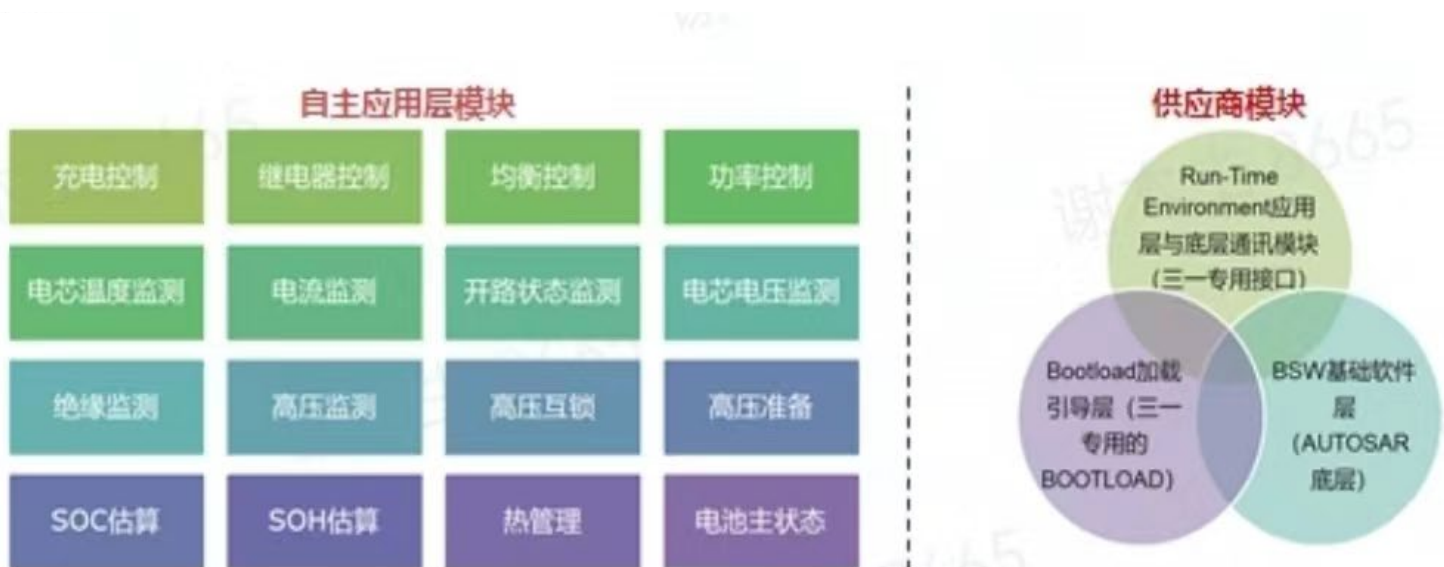 自主应用层模块
充电控制 继电器控制 均衡控制 功率控制
电芯温度监测 电流监测 开路状态监测 电芯电压监测
绝缘监测 高压监测 高压互锁 高压准备
SOC估算 SOH估算 热管理 电池主状态
供应商模块
Run-Time
Environment应用
层与底层通讯模块
(三一专用接口)
Bootload加载
引导层（三一
专用的
BOOTLOAD）
BSW基础软件
层
(AUTOSAR
底层)